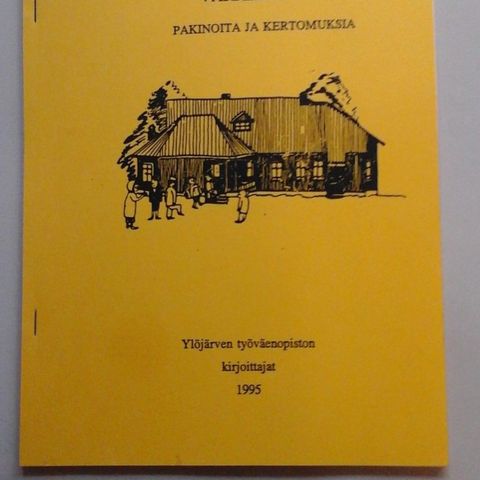 PAKINOITA JA KERTOMUKSIA
Ylöjärven työväenopiston
kirjoittajat
1995